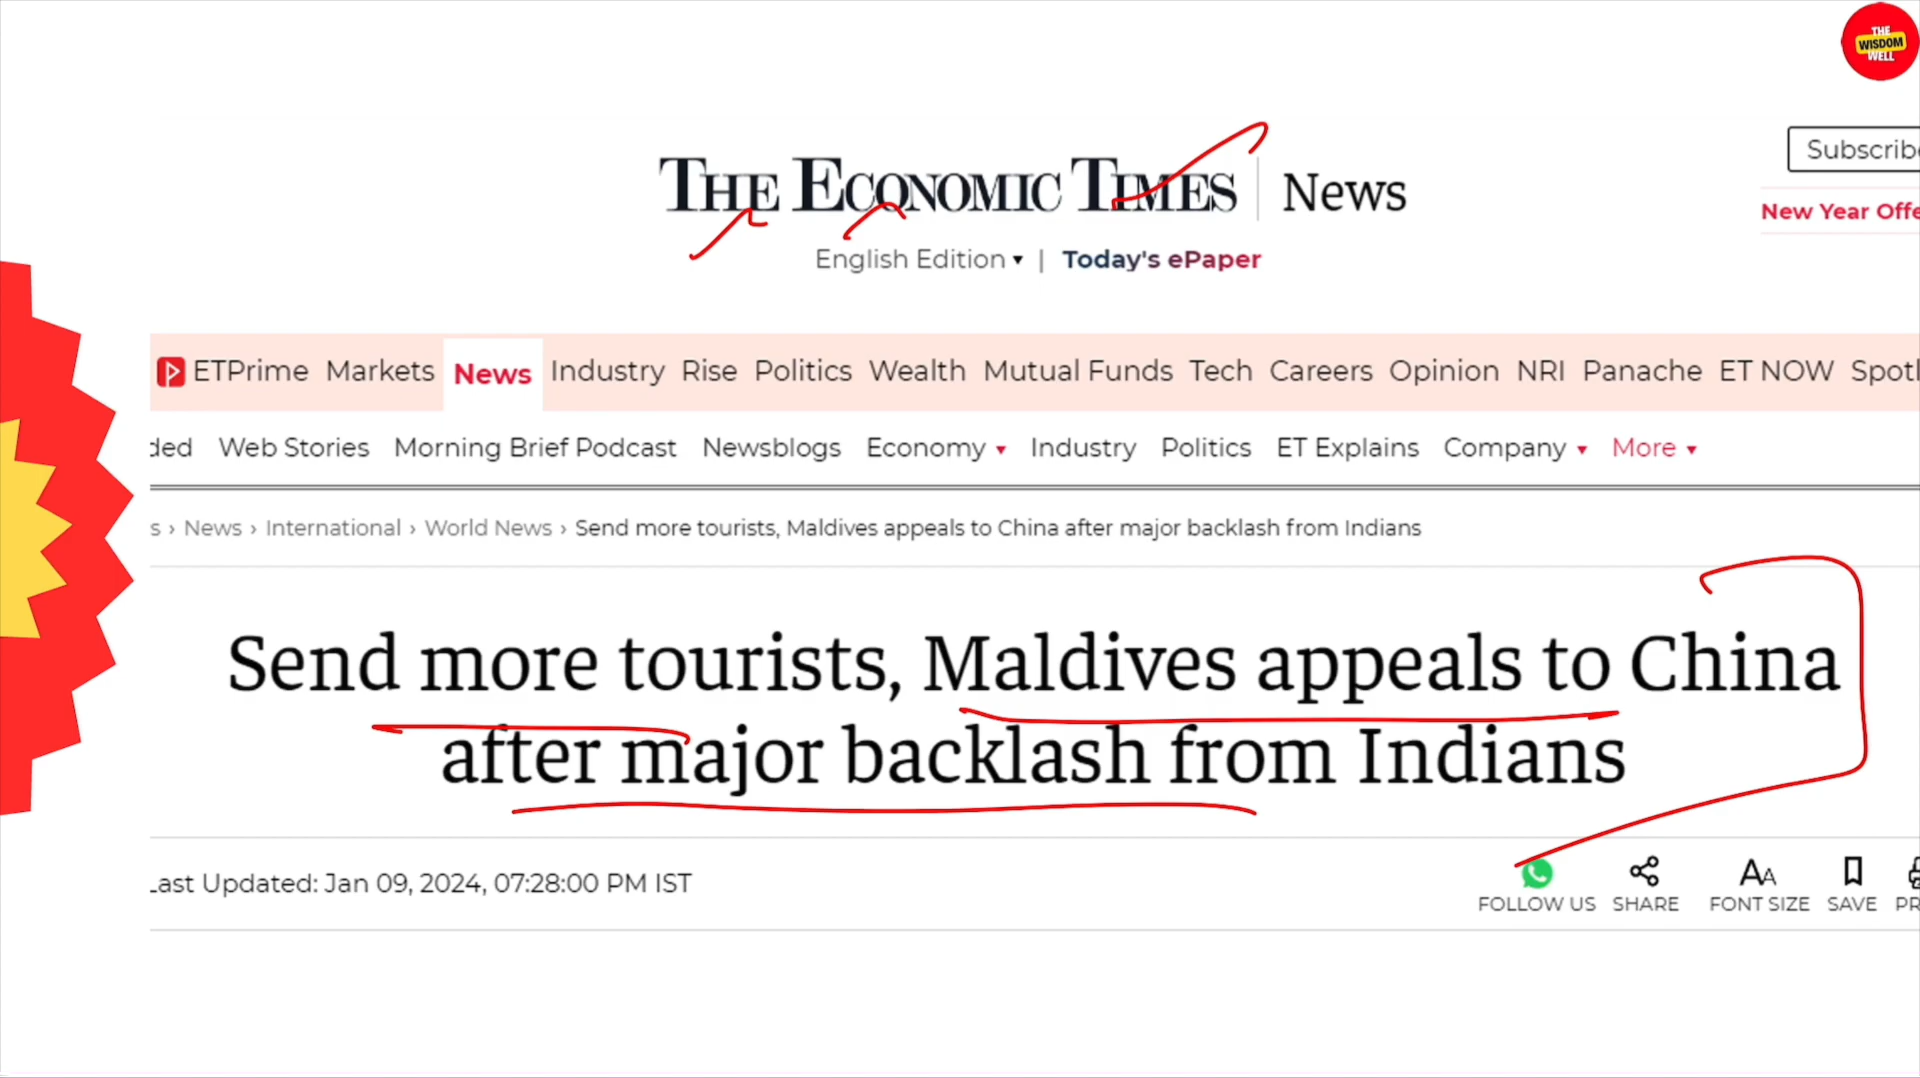 THE
WISDOM
WELL
THE ECONOMIC TIMES | News
Subscribe
English Edition ▾ | Today's ePaper
New Year Offe
ETPrime Markets News Industry Rise Politics Wealth Mutual Funds Tech Careers Opinion NRI Panache ET NOW Spotl
ded Web Stories Morning Brief Podcast Newsblogs Economy ▾ Industry Politics ET Explains Company ▾ More ▾
s › News › International › World News › Send more tourists, Maldives appeals to China after major backlash from Indians
Send more tourists, Maldives appeals to China
after major backlash from Indians
Last Updated: Jan 09, 2024, 07:28:00 PM IST
FOLLOW US SHARE FONT SIZE SAVE PR